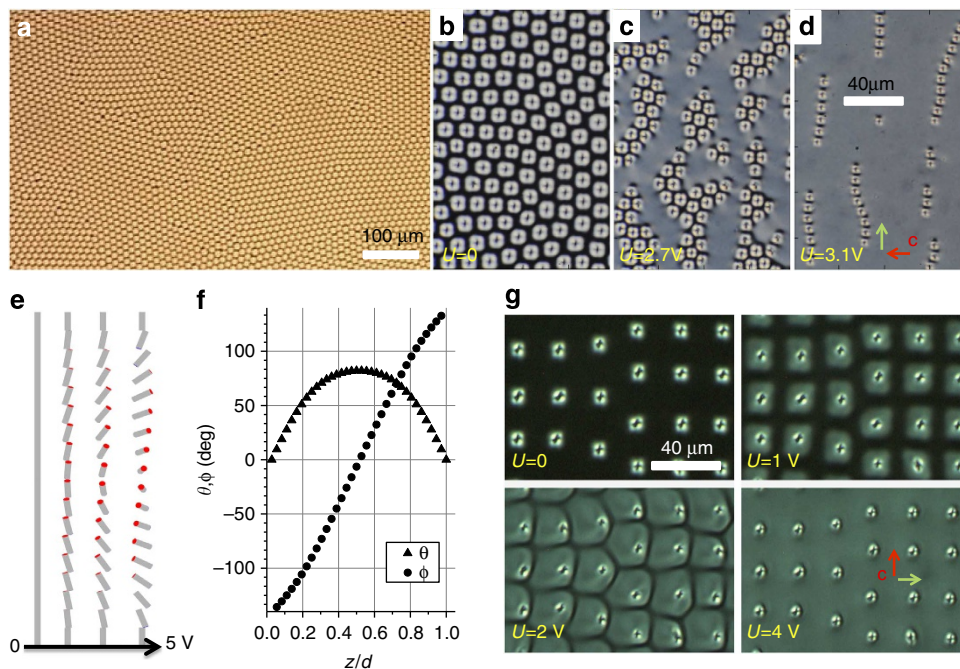 a
100 μm
b
U=0
c
U=2.7V
d
40μm
c
U=3.1V
e
0
5 V
f
θ,ϕ (deg)
100
50
0
−50
−100
θ
ϕ
0.0 0.2 0.4 0.6 0.8 1.0
z/d
g
U=0
40 μm
U=1 V
U=2 V
c
U=4 V